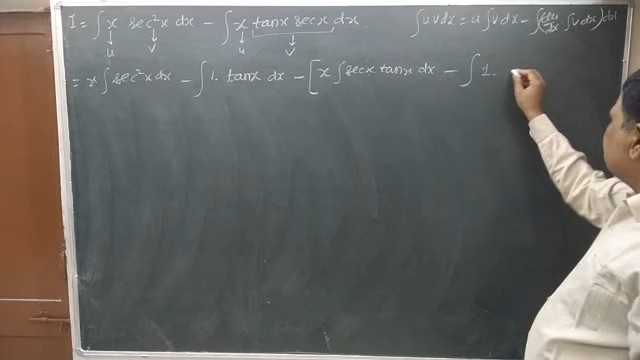 I = ∫ x sec²x dx − ∫ x tanx secx dx
∫ u v dx = u ∫ v dx − ∫ (du/dx ∫ v dx) dx
u v u v
= x ∫ sec²x dx − ∫ 1. tanx dx − [ x ∫ secx tanx dx − ∫ 1.